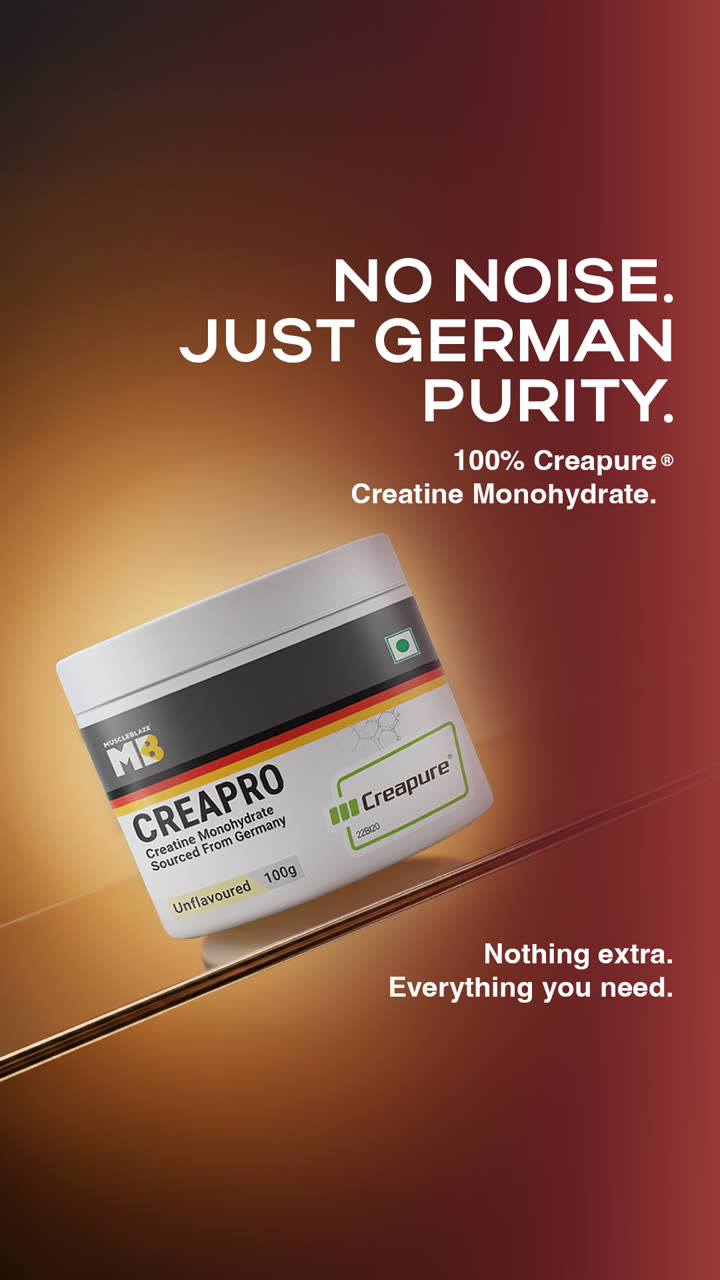 NO NOISE.
JUST GERMAN
PURITY.
100% Creapure®
Creatine Monohydrate.
MUSCLEBLAZE
MB
CREAPRO
Creatine Monohydrate
Sourced From Germany
Unflavoured 100g
Creapure®
22BI20
Nothing extra.
Everything you need.